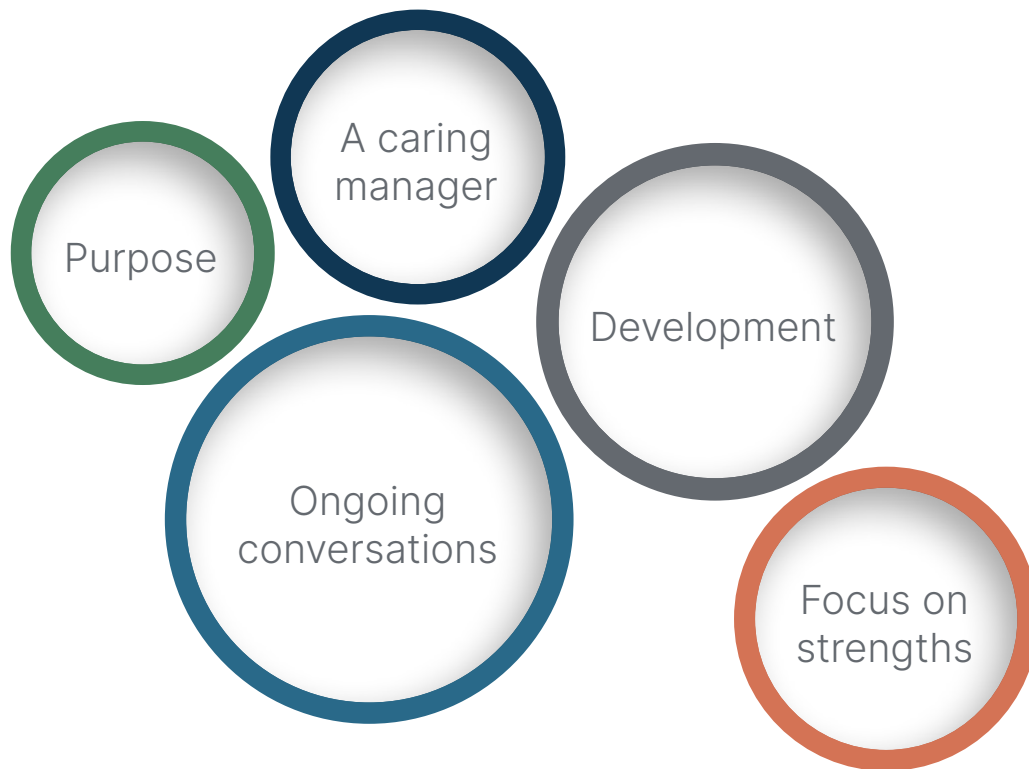 A caring
manager
Purpose
Development
Ongoing
conversations
Focus on
strengths